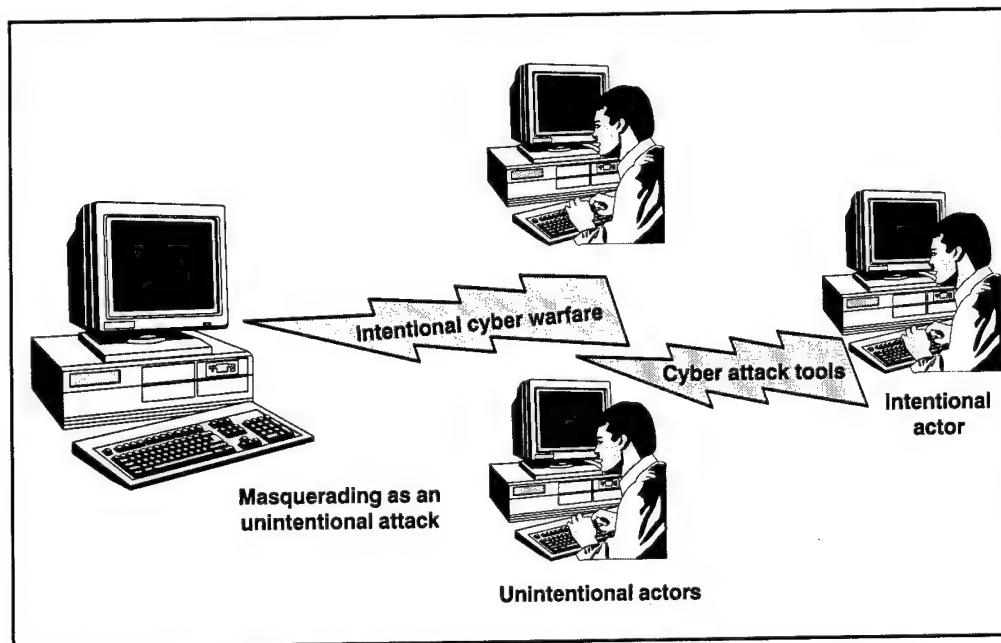 Intentional cyber warfare
Cyber attack tools
Intentional
actor
Masquerading as an
unintentional attack
Unintentional actors